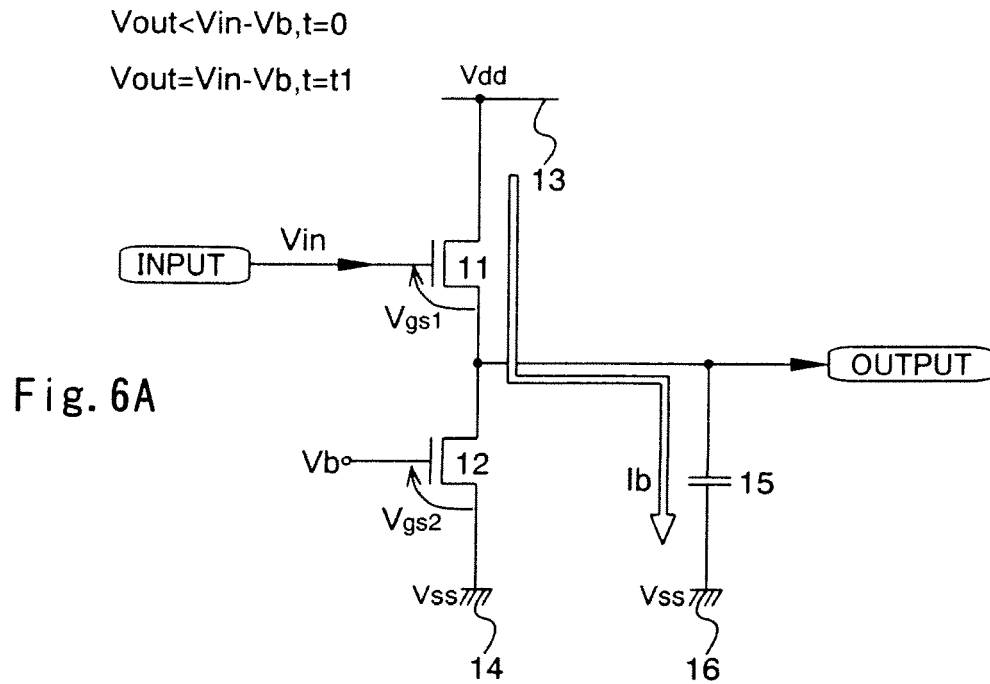 Vout<Vin-Vb,t=0
Vout=Vin-Vb,t=t1
Vdd
13
Vin
INPUT
11
Vgs1
OUTPUT
Fig. 6A
Vb
12
Ib
15
Vgs2
Vss
Vss
14
16